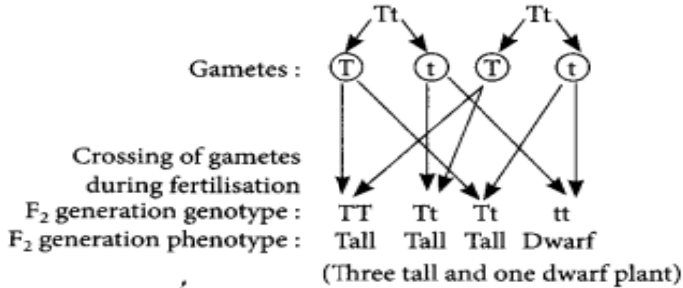 Tt Tt
Gametes : T t T t
Crossing of gametes
during fertilisation
F₂ generation genotype : TT Tt Tt tt
F₂ generation phenotype : Tall Tall Tall Dwarf
(Three tall and one dwarf plant)